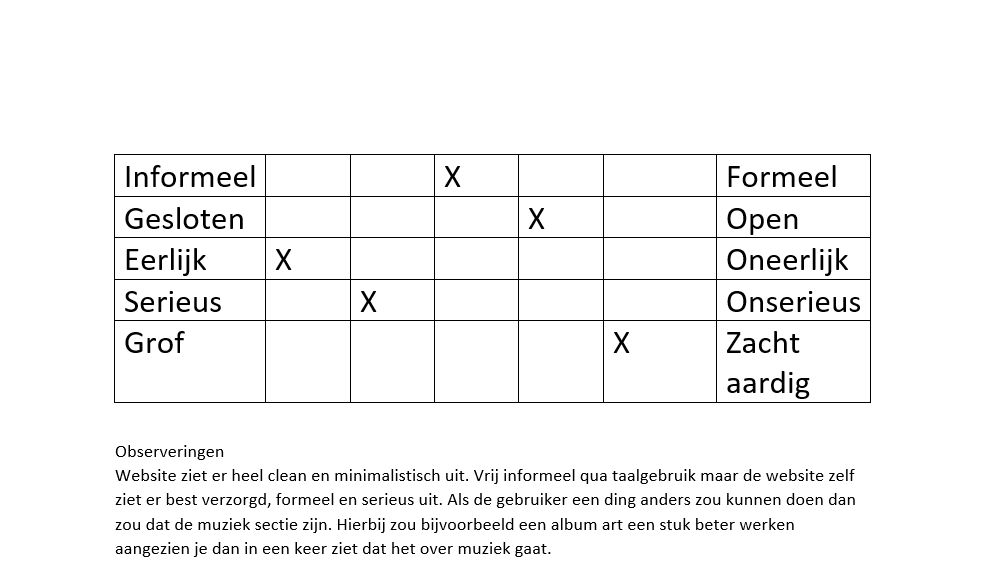 Informeel X Formeel
Gesloten X Open
Eerlijk X Oneerlijk
Serieus X Onserieus
Grof X Zacht
aardig
Observeringen
Website ziet er heel clean en minimalistisch uit. Vrij informeel qua taalgebruik maar de website zelf
ziet er best verzorgd, formeel en serieus uit. Als de gebruiker een ding anders zou kunnen doen dan
zou dat de muziek sectie zijn. Hierbij zou bijvoorbeeld een album art een stuk beter werken
aangezien je dan in een keer ziet dat het over muziek gaat.